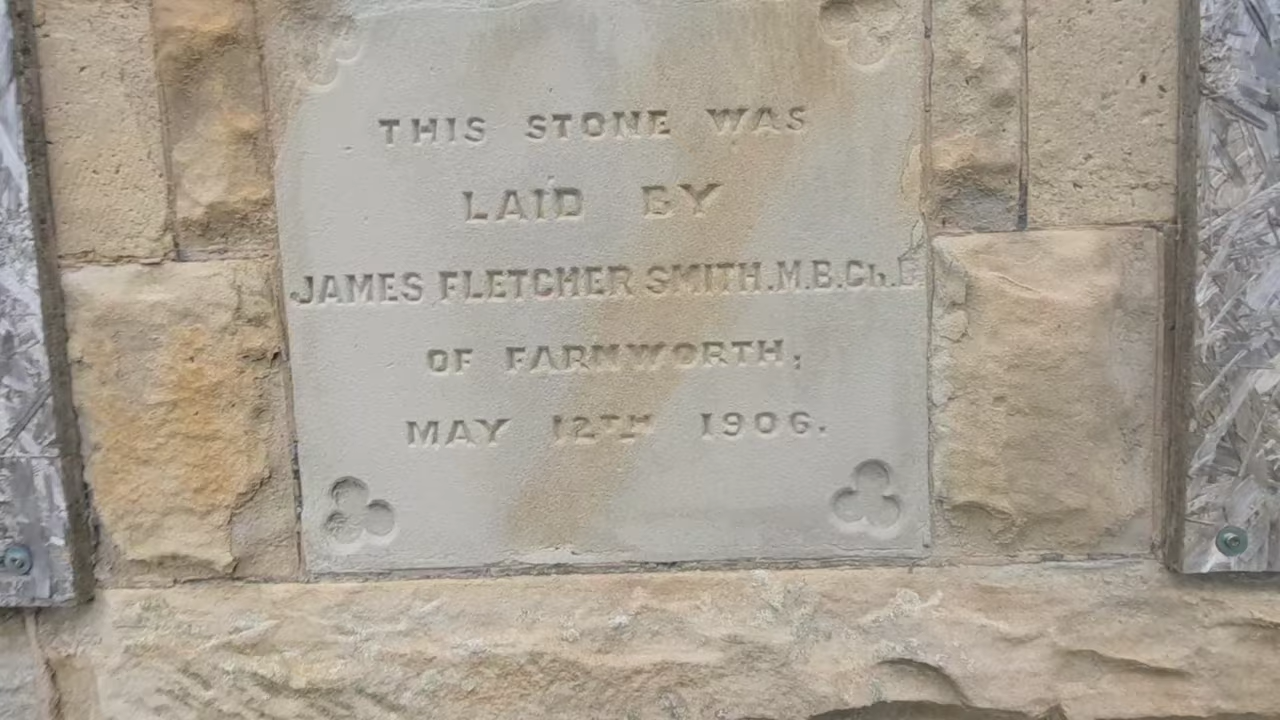 THIS STONE WAS
LAID BY
JAMES FLETCHER SMITH.M.B.Ch.B
OF FARNWORTH,
MAY 12TH 1906.